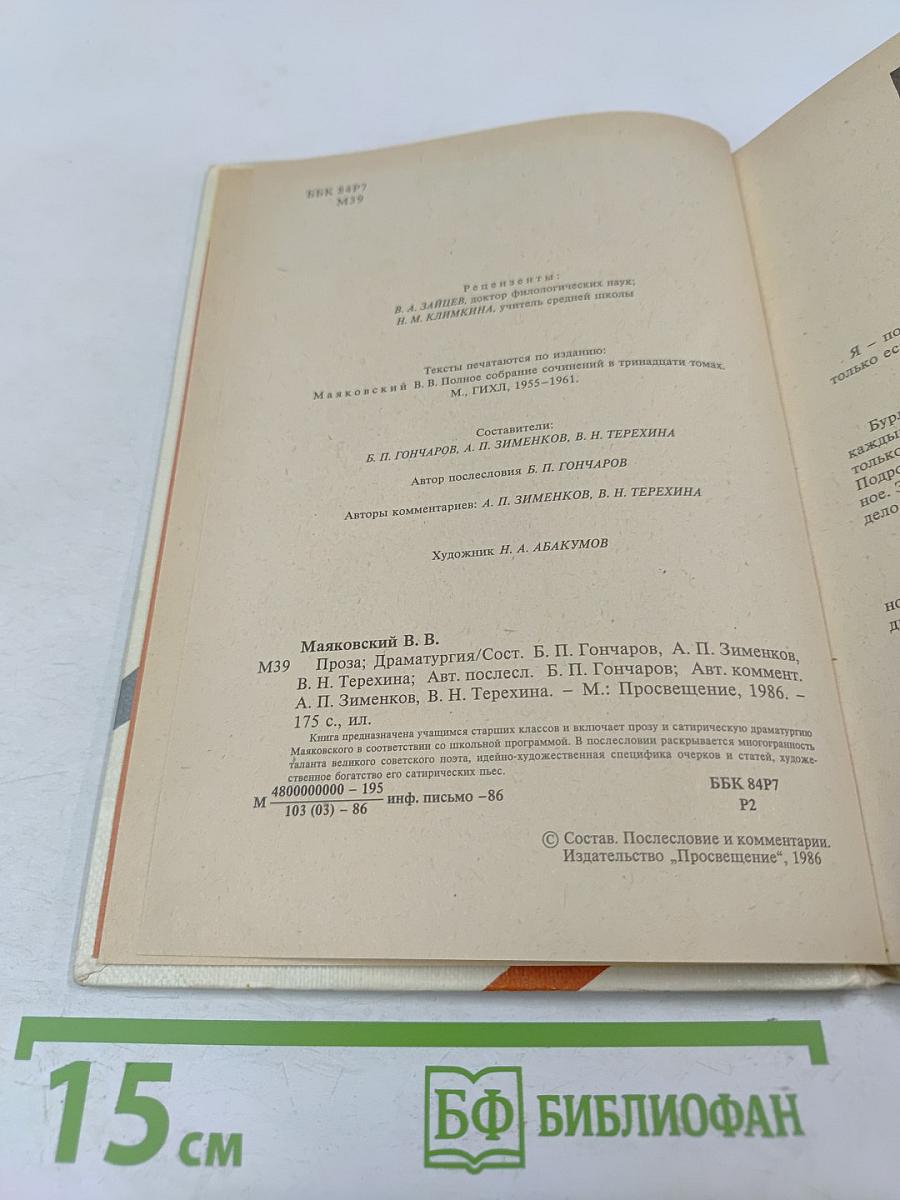 ББК 84Р7
М39
Рецензенты:
В. А. ЗАЙЦЕВ, доктор филологических наук;
Н. М. КЛИМКИНА, учитель средней школы
Тексты печатаются по изданию:
Маяковский В. В. Полное собрание сочинений в тринадцати томах.
М., ГИХЛ, 1955–1961.
Составители:
Б. П. ГОНЧАРОВ, А. П. ЗИМЕНКОВ, В. Н. ТЕРЕХИНА
Автор послесловия Б. П. ГОНЧАРОВ
Авторы комментариев: А. П. ЗИМЕНКОВ, В. Н. ТЕРЕХИНА
Художник Н. А. АБАКУМОВ
Маяковский В. В.
М39 Проза; Драматургия/Сост. Б. П. Гончаров, А. П. Зименков,
В. Н. Терехина; Авт. послесл. Б. П. Гончаров; Авт. коммент.
А. П. Зименков, В. Н. Терехина. – М.: Просвещение, 1986. –
175 с., ил.
Книга предназначена учащимся старших классов и включает прозу и сатирическую драматургию
Маяковского в соответствии со школьной программой. В послесловии раскрывается многогранность
таланта великого советского поэта, идейно-художественная специфика очерков и статей, художе-
ственное богатство его сатирических пьес.
М 4800000000 – 195
103 (03) – 86 инф. письмо –86
ББК 84Р7
Р2
© Состав. Послесловие и комментарии.
Издательство „Просвещение“, 1986
Я – по
только ес
Бурл
кажды
только
Подро
ное. З
дело
но
д
15 см
БФ БИБЛИОФАН